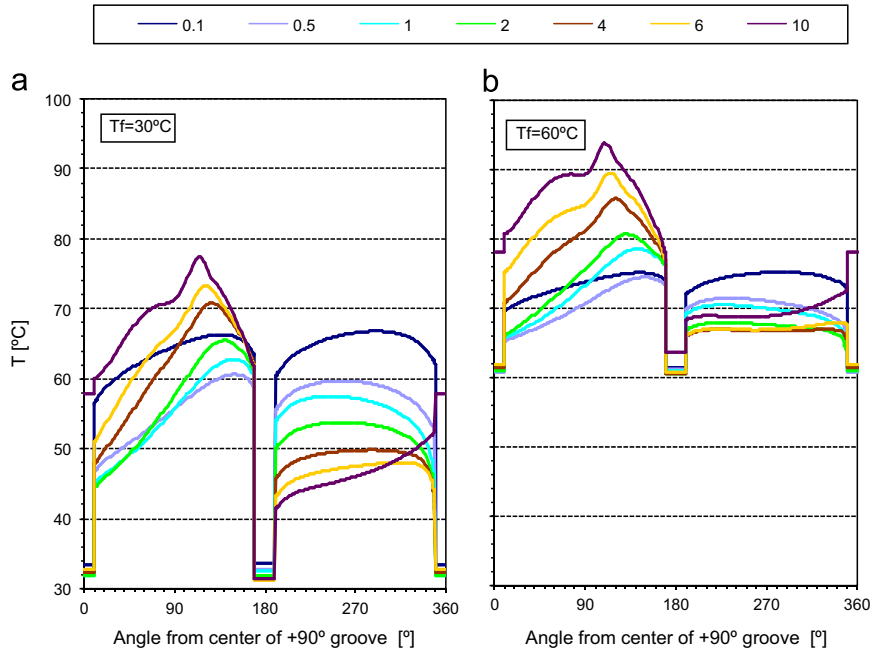 0.1 0.5 1 2 4 6 10
a
b
Tf=30ºC
Tf=60ºC
100
90
80
70
60
50
40
30
T [ºC]
0 90 180 270 360
0 90 180 270 360
Angle from center of +90º groove [º]
Angle from center of +90º groove [º]